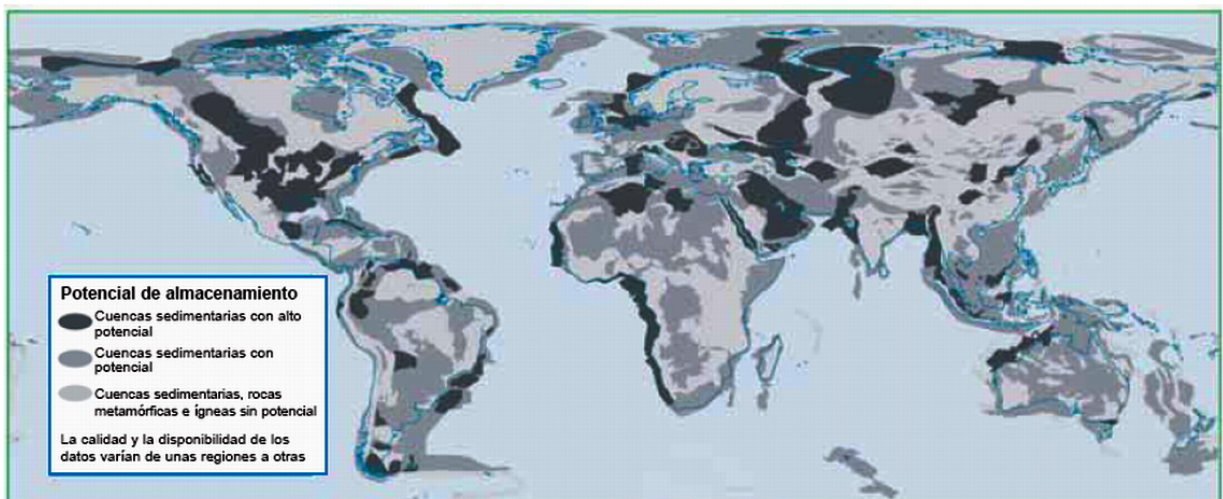 Potencial de almacenamiento
Cuencas sedimentarias con alto
potencial
Cuencas sedimentarias con
potencial
Cuencas sedimentarias, rocas
metamórficas e ígneas sin potencial
La calidad y la disponibilidad de los
datos varían de unas regiones a otras